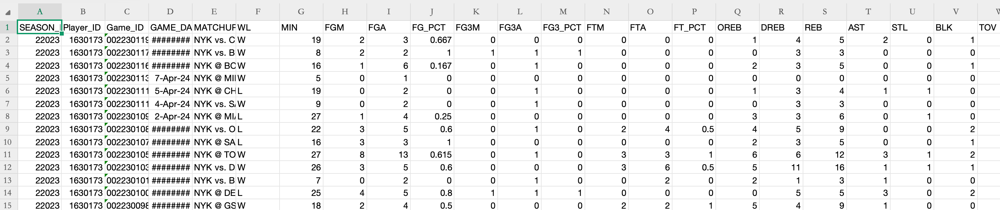 A B C D E F G H I J K L M N O P Q R S T U V
1 SEASON_ Player_ID Game_ID GAME_DA MATCHUP WL MIN FGM FGA FG_PCT FG3M FG3A FG3_PCT FTM FTA FT_PCT OREB DREB REB AST STL BLK TOV
2 22023 1630173 002230119 ######## NYK vs. C W 19 2 3 0.667 0 0 0 0 0 0 1 4 5 2 0 1
3 22023 1630173 002230117 ######## NYK vs. B W 8 2 2 1 1 1 1 0 0 0 0 3 3 0 0 0
4 22023 1630173 002230116 ######## NYK @ BO W 16 1 6 0.167 0 1 0 0 0 0 2 3 5 0 0 1
5 22023 1630173 002230113 7-Apr-24 NYK @ MI W 5 0 1 0 0 0 0 0 0 0 0 0 0 0 0 0
6 22023 1630173 002230111 5-Apr-24 NYK @ CH L 19 0 2 0 0 1 0 0 0 0 1 3 4 1 1 0
7 22023 1630173 002230111 4-Apr-24 NYK vs. S W 9 0 2 0 0 1 0 0 0 0 0 3 3 0 0 0
8 22023 1630173 002230109 2-Apr-24 NYK @ MI L 27 1 4 0.25 0 0 0 0 0 0 3 3 6 0 1 0
9 22023 1630173 002230108 ######## NYK vs. O L 22 3 5 0.6 0 1 0 2 4 0.5 4 5 9 0 0 2
10 22023 1630173 002230107 ######## NYK @ SA L 16 3 3 1 0 0 0 0 0 0 2 3 5 0 0 1
11 22023 1630173 002230105 ######## NYK @ TO W 27 8 13 0.615 0 1 0 3 3 1 6 6 12 3 1 2
12 22023 1630173 002230103 ######## NYK vs. D W 26 3 5 0.6 0 0 0 3 6 0.5 5 11 16 1 1 1
13 22023 1630173 002230101 ######## NYK vs. B W 7 0 2 0 0 1 0 0 2 0 2 1 3 1 0 0
14 22023 1630173 002230100 ######## NYK @ DE L 25 4 5 0.8 1 1 1 0 0 0 0 5 5 3 0 2
15 22023 1630173 002230098 ######## NYK @ GS W 18 2 4 0.5 0 0 0 2 2 1 5 4 9 1 0 0